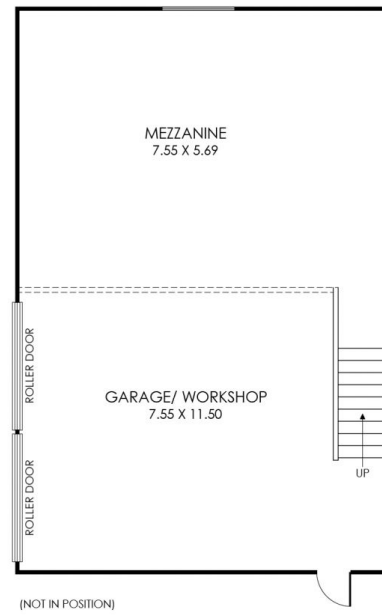 MEZZANINE
7.55 X 5.69
ROLLER DOOR
GARAGE/ WORKSHOP
7.55 X 11.50
ROLLER DOOR
UP
(NOT IN POSITION)